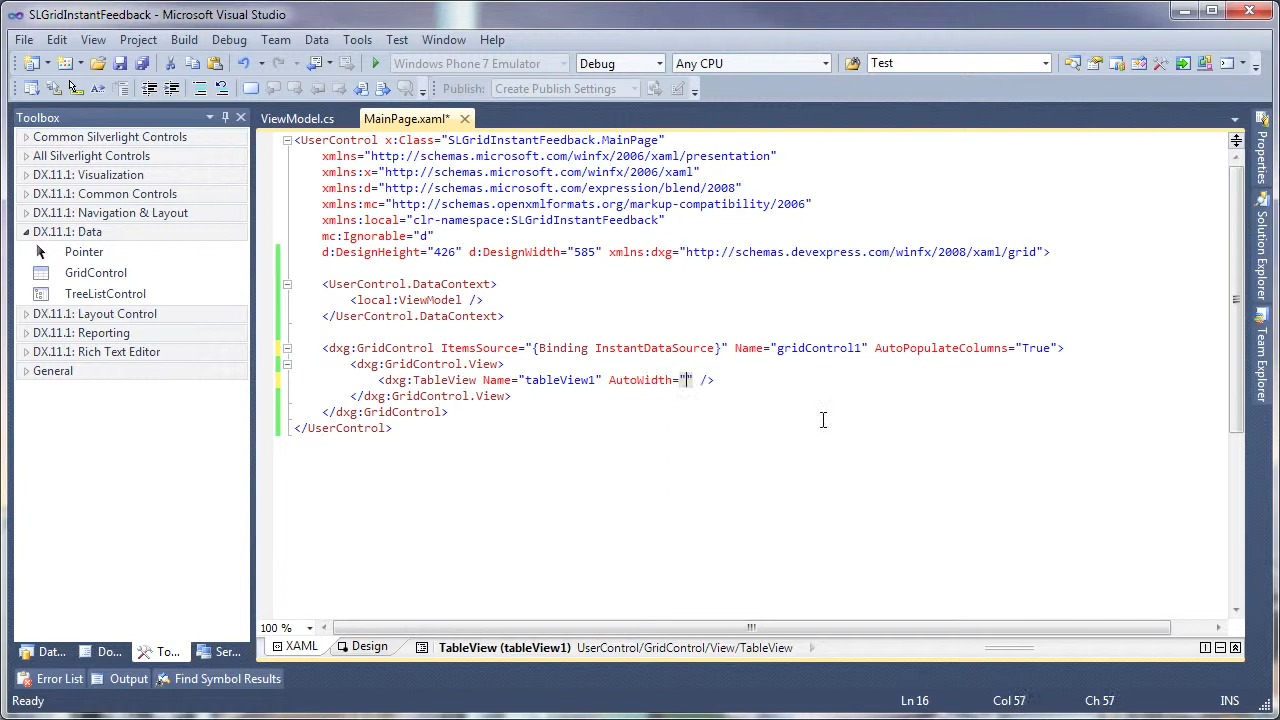 SLGridInstantFeedback - Microsoft Visual Studio
File Edit View Project Build Debug Team Data Tools Test Window Help
Windows Phone 7 Emulator Debug Any CPU Test
Publish: Create Publish Settings
Toolbox
ViewModel.cs MainPage.xaml*
Common Silverlight Controls
All Silverlight Controls
DX.11.1: Visualization
DX.11.1: Common Controls
DX.11.1: Navigation & Layout
DX.11.1: Data
Pointer
GridControl
TreeListControl
DX.11.1: Layout Control
DX.11.1: Reporting
DX.11.1: Rich Text Editor
General
<UserControl x:Class="SLGridInstantFeedback.MainPage"
xmlns="http://schemas.microsoft.com/winfx/2006/xaml/presentation"
xmlns:x="http://schemas.microsoft.com/winfx/2006/xaml"
xmlns:d="http://schemas.microsoft.com/expression/blend/2008"
xmlns:mc="http://schemas.openxmlformats.org/markup-compatibility/2006"
xmlns:local="clr-namespace:SLGridInstantFeedback"
mc:Ignorable="d"
d:DesignHeight="426" d:DesignWidth="585" xmlns:dxg="http://schemas.devexpress.com/winfx/2008/xaml/grid">
<UserControl.DataContext>
<local:ViewModel />
</UserControl.DataContext>
<dxg:GridControl ItemsSource="{Binding InstantDataSource}" Name="gridControl1" AutoPopulateColumns="True">
<dxg:GridControl.View>
<dxg:TableView Name="tableView1" AutoWidth="" />
</dxg:GridControl.View>
</dxg:GridControl>
</UserControl>
Properties
Solution Explorer
Team Explorer
100 %
XAML Design TableView (tableView1) UserControl/GridControl/View/TableView
Dat... Do... To... Ser...
Error List Output Find Symbol Results
Ready Ln 16 Col 57 Ch 57 INS